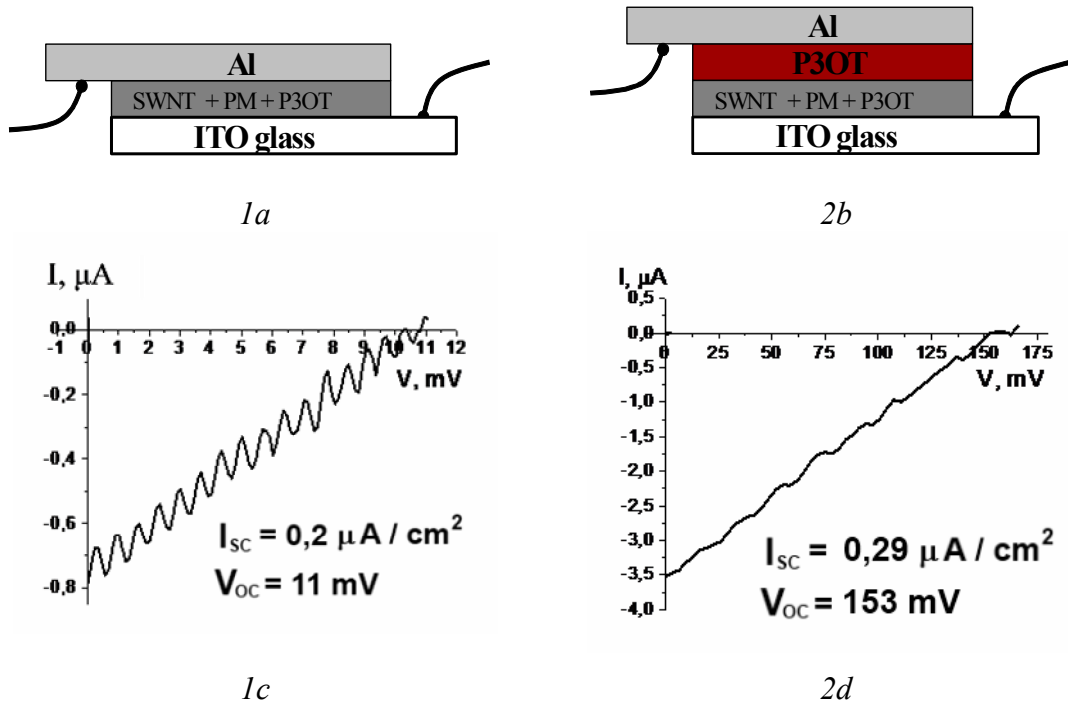 Al
SWNT + PM + P3OT
ITO glass
1a
Al
P3OT
SWNT + PM + P3OT
ITO glass
2b
I, μA
0,0
-1 0 1 2 3 4 5 6 7 8 9 10 11 12
V, mV
-0,2
-0,4
-0,6
-0,8
I_SC = 0,2 μA / cm²
V_OC = 11 mV
1c
I, μA
0,5
0,0
0 25 50 75 100 125 150 175
V, mV
-0,5
-1,0
-1,5
-2,0
-2,5
-3,0
-3,5
-4,0
I_SC = 0,29 μA / cm²
V_OC = 153 mV
2d